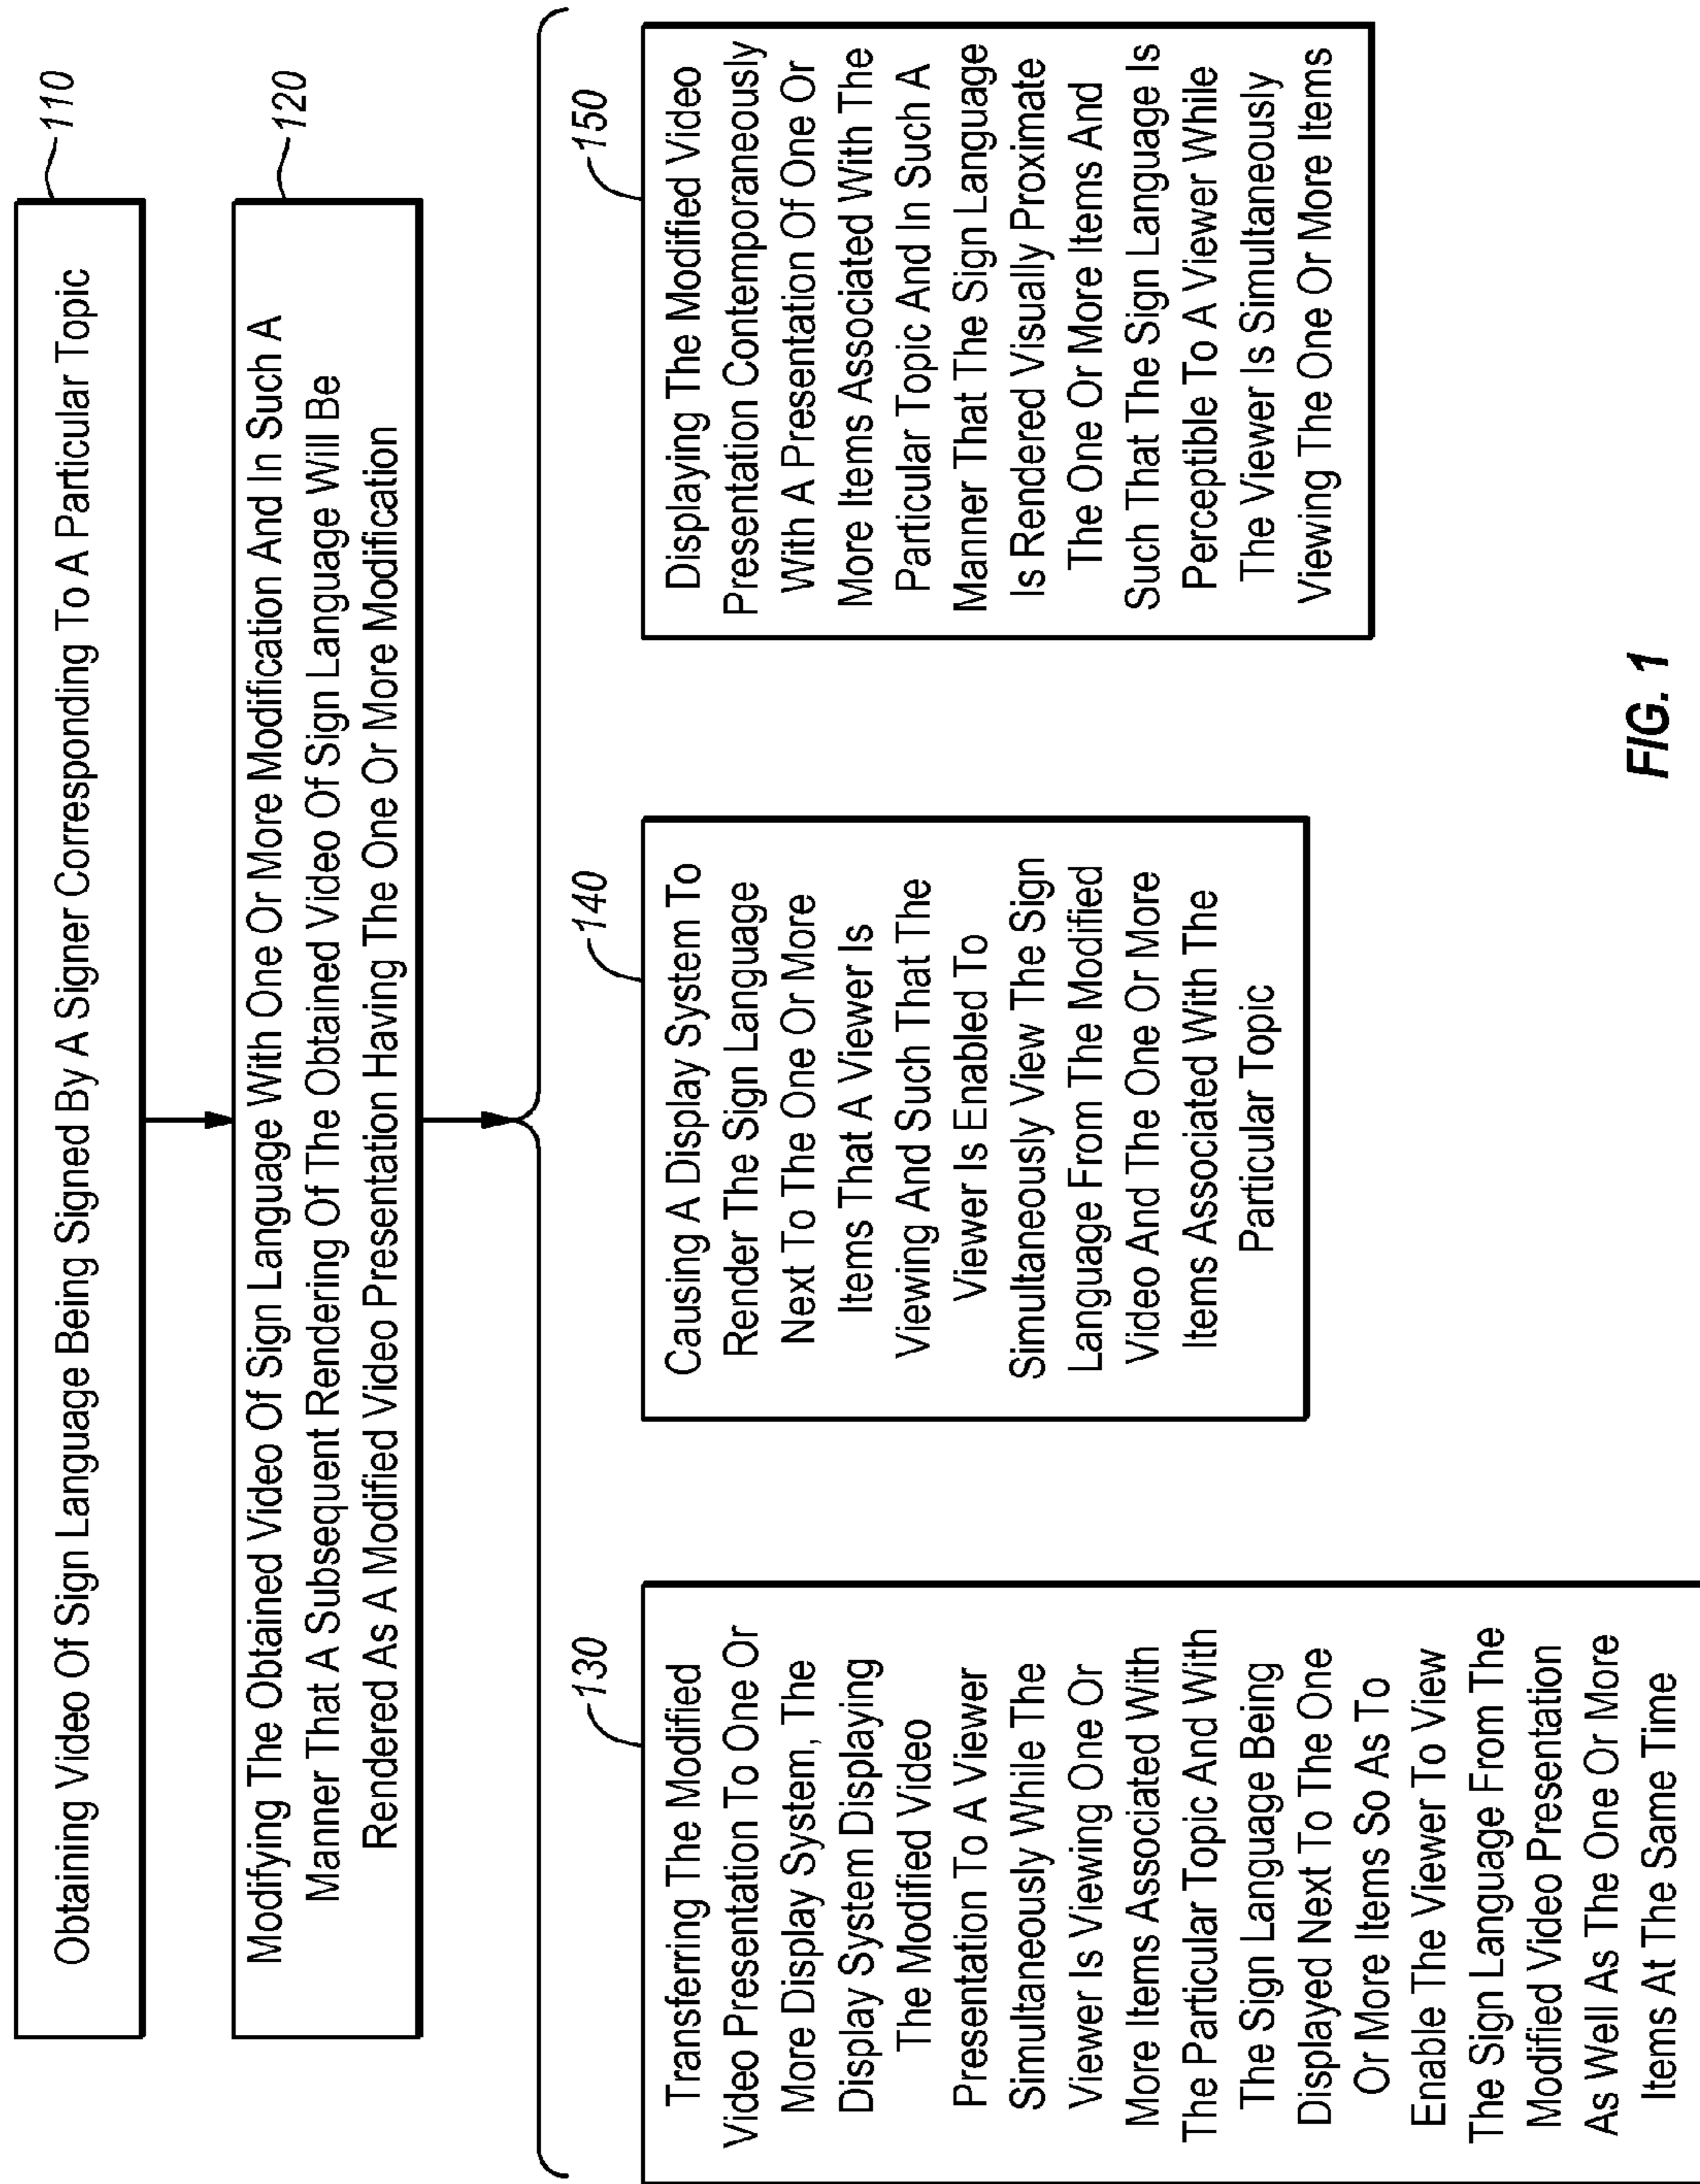 Obtaining Video Of Sign Language Being Signed By A Signer Corresponding To A Particular Topic
110
Modifying The Obtained Video Of Sign Language With One Or More Modification And In Such A
Manner That A Subsequent Rendering Of The Obtained Video Of Sign Language Will Be
Rendered As A Modified Video Presentation Having The One Or More Modification
120
130
Transferring The Modified
Video Presentation To One Or
More Display System, The
Display System Displaying
The Modified Video
Presentation To A Viewer
Simultaneously While The
Viewer Is Viewing One Or
More Items Associated With
The Particular Topic And With
The Sign Language Being
Displayed Next To The One
Or More Items So As To
Enable The Viewer To View
The Sign Language From The
Modified Video Presentation
As Well As The One Or More
Items At The Same Time
140
Causing A Display System To
Render The Sign Language
Next To The One Or More
Items That A Viewer Is
Viewing And Such That The
Viewer Is Enabled To
Simultaneously View The Sign
Language From The Modified
Video And The One Or More
Items Associated With The
Particular Topic
150
Displaying The Modified Video
Presentation Contemporaneously
With A Presentation Of One Or
More Items Associated With The
Particular Topic And In Such A
Manner That The Sign Language
Is Rendered Visually Proximate
The One Or More Items And
Such That The Sign Language Is
Perceptible To A Viewer While
The Viewer Is Simultaneously
Viewing The One Or More Items
FIG. 1